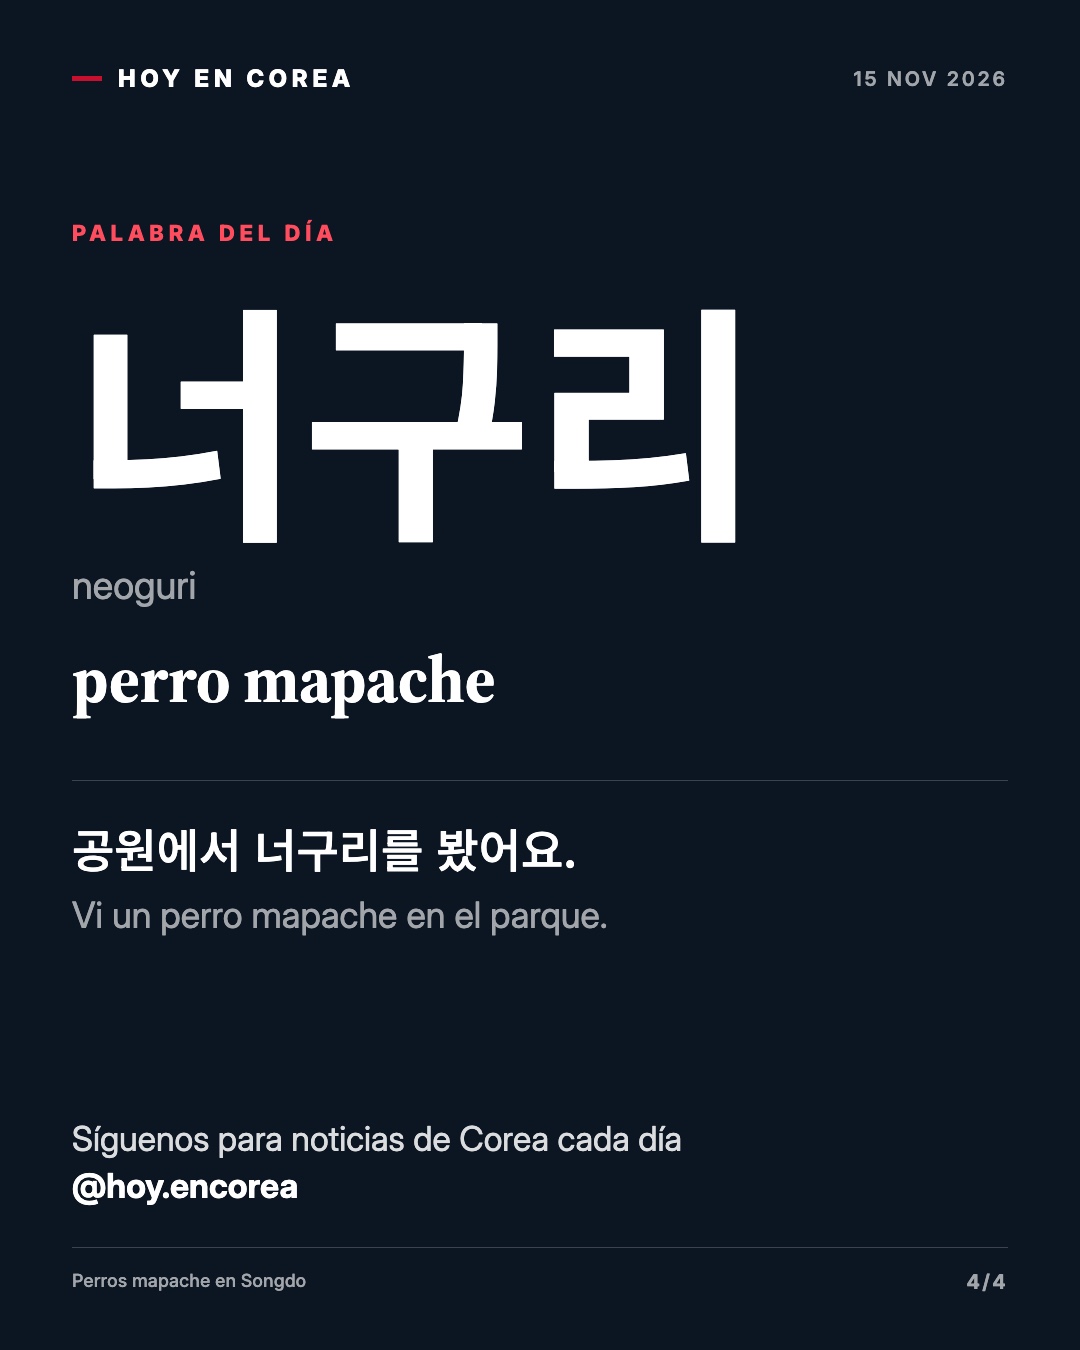 HOY EN COREA
15 NOV 2026
PALABRA DEL DÍA
너구리
neoguri
perro mapache
공원에서 너구리를 봤어요.
Vi un perro mapache en el parque.
Síguenos para noticias de Corea cada día
@hoy.encorea
Perros mapache en Songdo
4/4